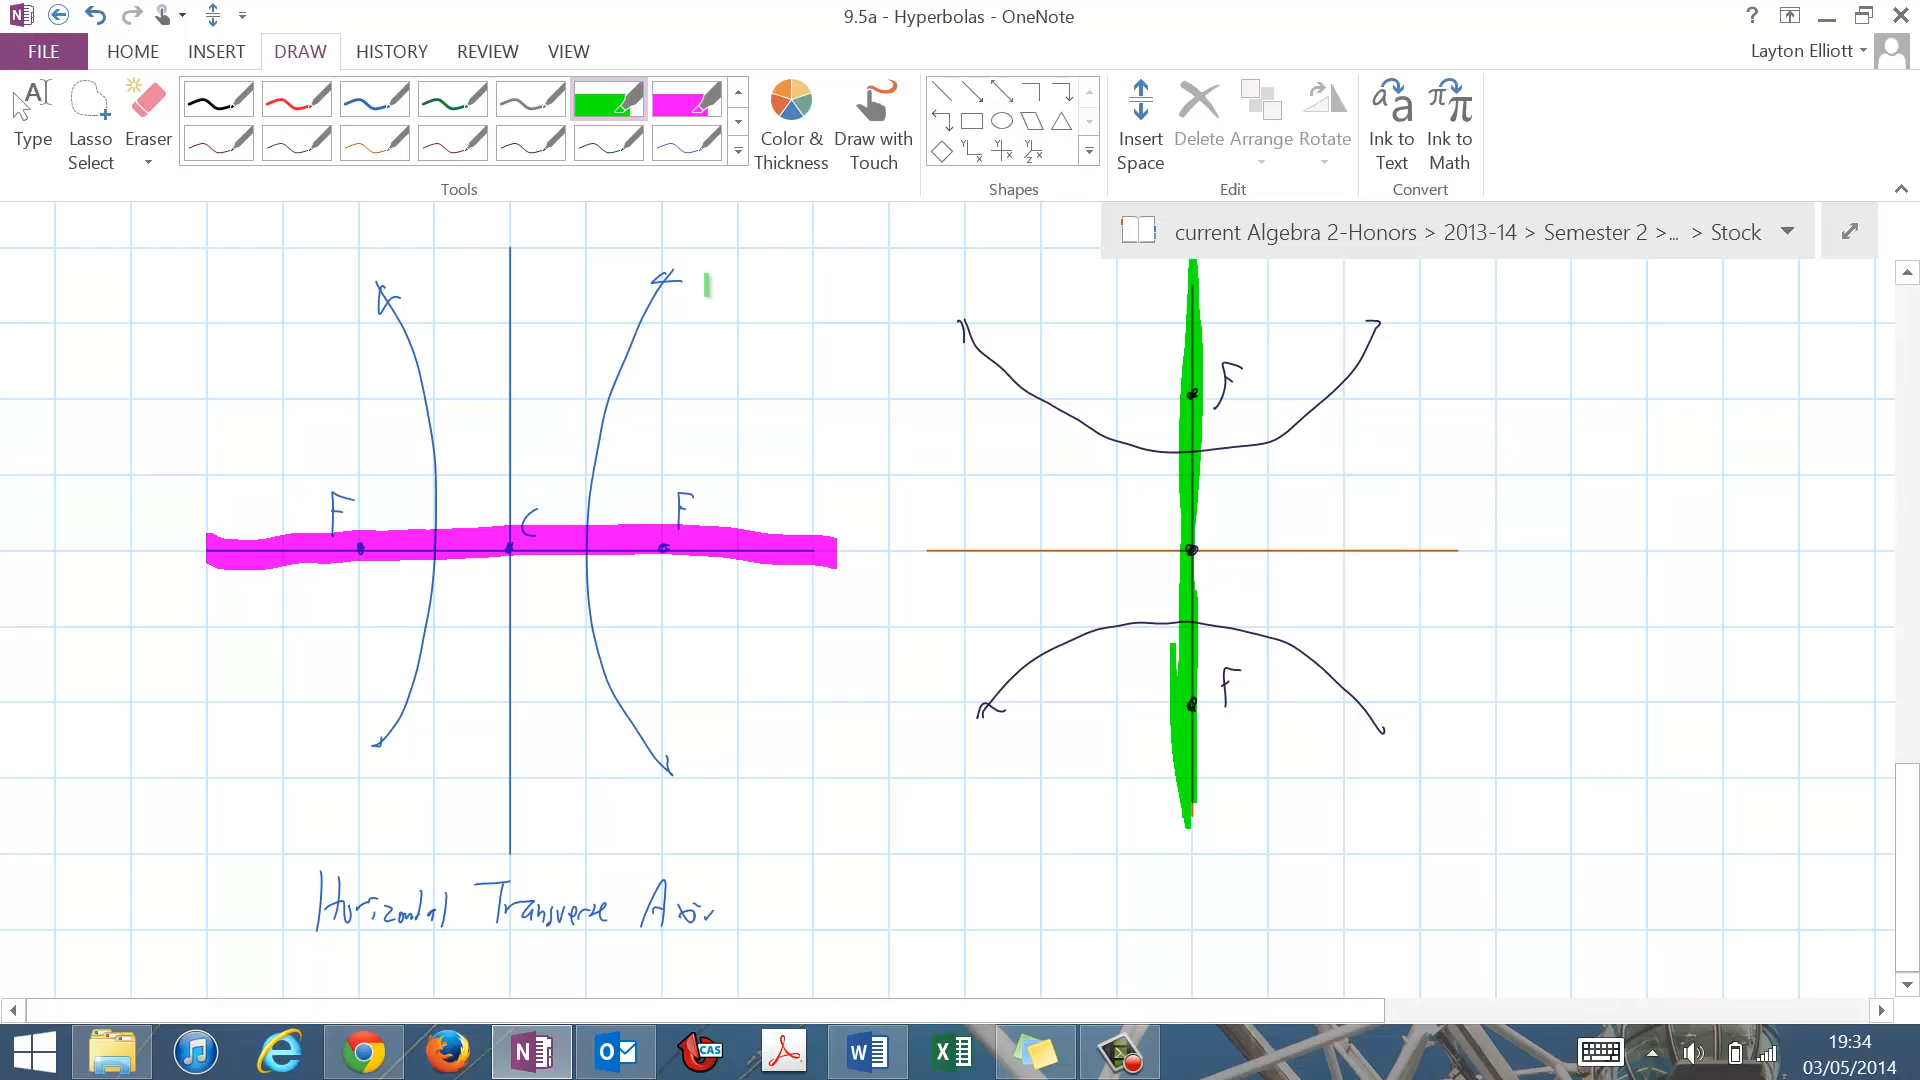 9.5a - Hyperbolas - OneNote
?
FILE HOME INSERT DRAW HISTORY REVIEW VIEW
Layton Elliott
Type
Lasso Select
Eraser
Color & Thickness
Draw with Touch
Insert Space
Delete
Arrange
Rotate
Ink to Text
Ink to Math
Tools
Shapes
Edit
Convert
current Algebra 2-Honors > 2013-14 > Semester 2 >... > Stock
F
F
C
F
F
Horizontal Transverse Axis
CAS
19:34
03/05/2014